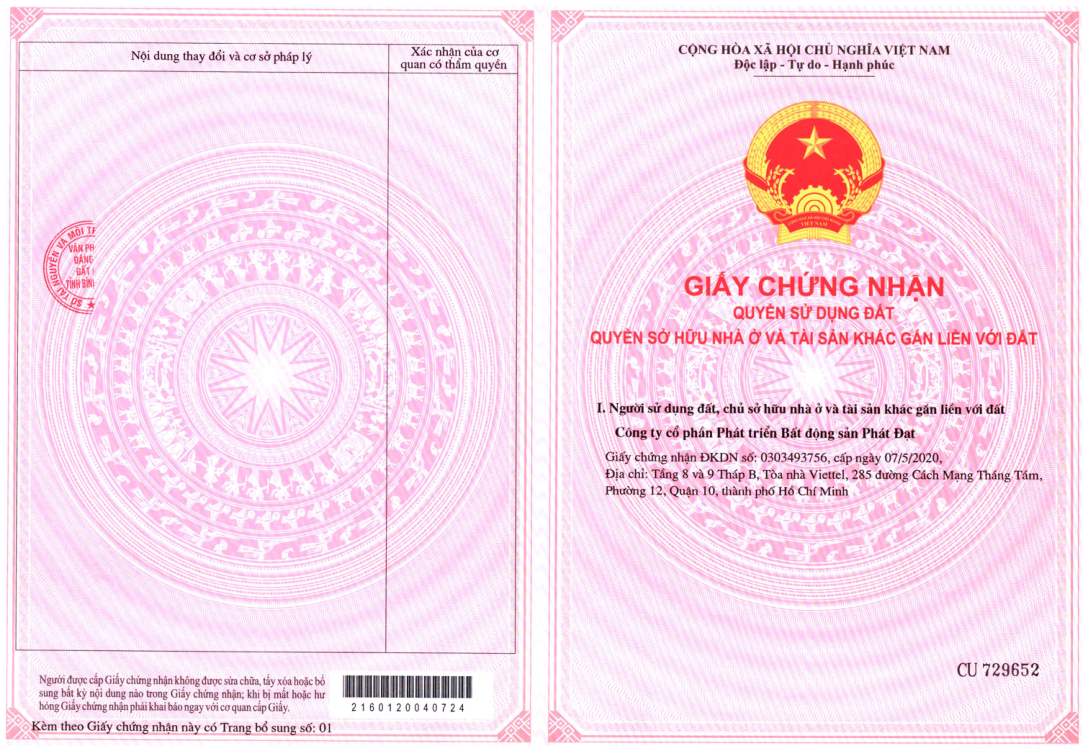 Nội dung thay đổi và cơ sở pháp lý
Xác nhận của cơ
quan có thẩm quyền
SỞ TÀI NGUYÊN VÀ MÔI TR
VĂN PH
ĐĂNG
ĐẤT
TỈNH BÌN
Người được cấp Giấy chứng nhận không được sửa chữa, tẩy xóa hoặc bổ
sung bất kỳ nội dung nào trong Giấy chứng nhận; khi bị mất hoặc hư
hỏng Giấy chứng nhận phải khai báo ngay với cơ quan cấp Giấy.
2160120040724
Kèm theo Giấy chứng nhận này có Trang bổ sung số: 01
CỘNG HÒA XÃ HỘI CHỦ NGHĨA VIỆT NAM
Độc lập - Tự do - Hạnh phúc
VIỆT NAM
GIẤY CHỨNG NHẬN
QUYỀN SỬ DỤNG ĐẤT
QUYỀN SỞ HỮU NHÀ Ở VÀ TÀI SẢN KHÁC GẮN LIỀN VỚI ĐẤT
I. Người sử dụng đất, chủ sở hữu nhà ở và tài sản khác gắn liền với đất
Công ty cổ phần Phát triển Bất động sản Phát Đạt
Giấy chứng nhận ĐKDN số: 0303493756, cấp ngày 07/5/2020,
Địa chỉ: Tầng 8 và 9 Tháp B, Tòa nhà Viettel, 285 đường Cách Mạng Tháng Tám,
Phường 12, Quận 10, thành phố Hồ Chí Minh
CU 729652